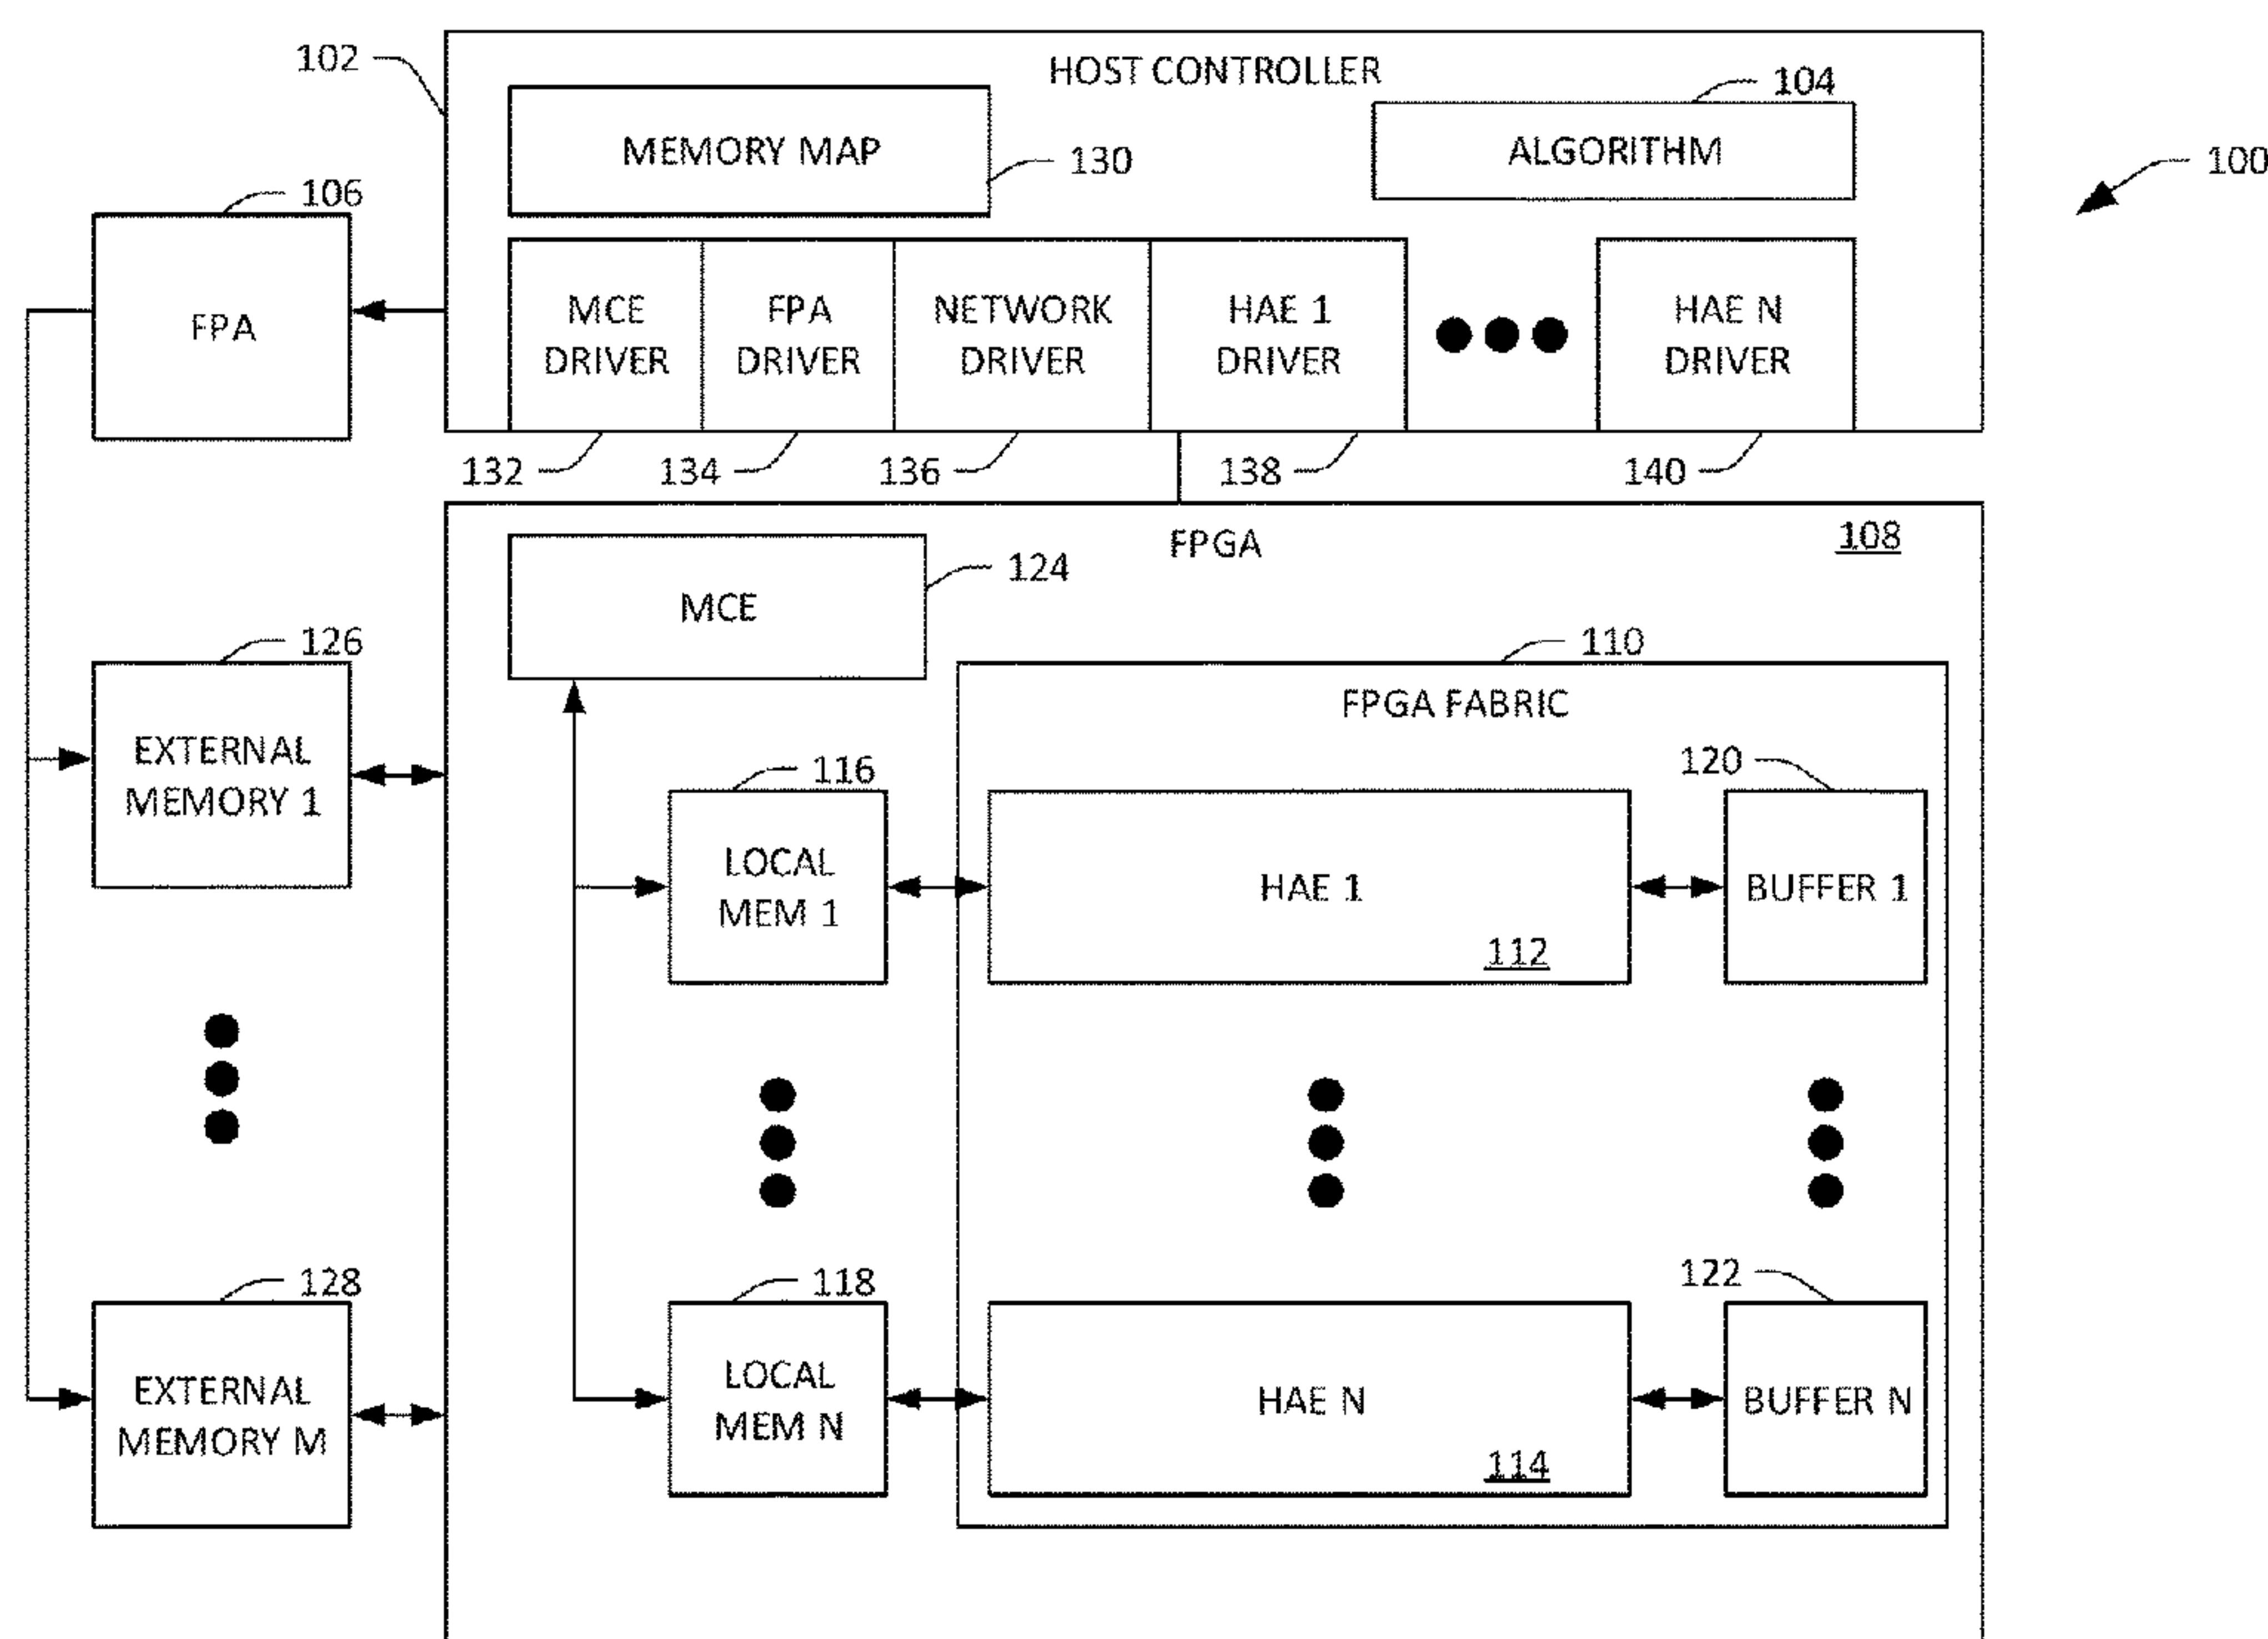 102
HOST CONTROLLER
104
MEMORY MAP
130
ALGORITHM
100
106
FPA
MCE
DRIVER
FPA
DRIVER
NETWORK
DRIVER
HAE 1
DRIVER
HAE N
DRIVER
132
134
136
138
140
FPGA
108
MCE
124
126
EXTERNAL
MEMORY 1
110
FPGA FABRIC
116
LOCAL
MEM 1
HAE 1
112
120
BUFFER 1
128
EXTERNAL
MEMORY M
118
LOCAL
MEM N
HAE N
114
122
BUFFER N